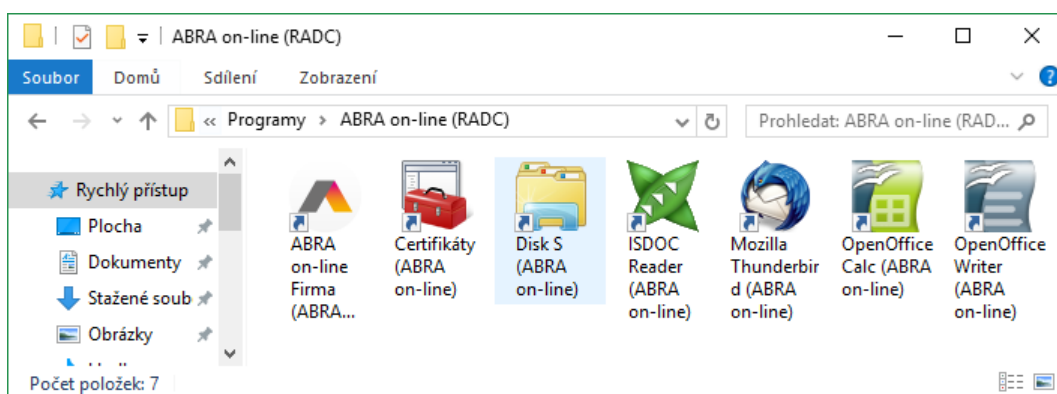 ABRA on-line (RADC)
Soubor Domů Sdílení Zobrazení
« Programy › ABRA on-line (RADC)
Prohledat: ABRA on-line (RAD...
Rychlý přístup
Plocha
Dokumenty
Stažené soub
Obrázky
ABRA
on-line
Firma
(ABRA...
Certifikáty
(ABRA
on-line)
Disk S
(ABRA
on-line)
ISDOC
Reader
(ABRA
on-line)
Mozilla
Thunderbir
d (ABRA
on-line)
OpenOffice
Calc (ABRA
on-line)
OpenOffice
Writer
(ABRA
on-line)
Počet položek: 7